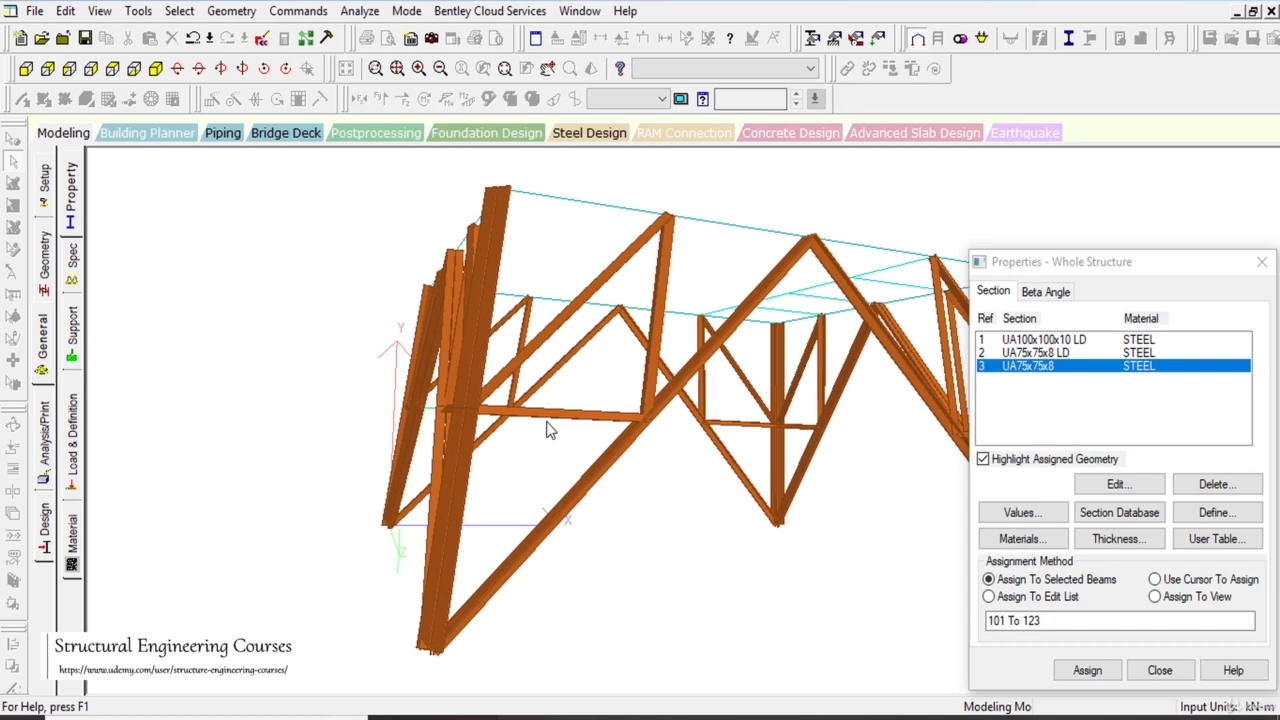 File Edit View Tools Select Geometry Commands Analyze Mode Bentley Cloud Services Window Help
Modeling Building Planner Piping Bridge Deck Postprocessing Foundation Design Steel Design RAM Connection Concrete Design Advanced Slab Design Earthquake
Setup
Geometry
General
Analysis/Print
Design
Property
Spec
Support
Load & Definition
Material
Y
X
Z
Properties - Whole Structure
Section Beta Angle
Ref Section Material
1 UA100x100x10 LD STEEL
2 UA75x75x8 LD STEEL
3 UA75x75x8 STEEL
Highlight Assigned Geometry
Edit... Delete...
Values... Section Database Define...
Materials... Thickness... User Table...
Assignment Method
Assign To Selected Beams Use Cursor To Assign
Assign To Edit List Assign To View
101 To 123
Assign Close Help
Structural Engineering Courses
https://www.udemy.com/user/structure-engineering-courses/
For Help, press F1 Modeling Mo Input Units: kN-m